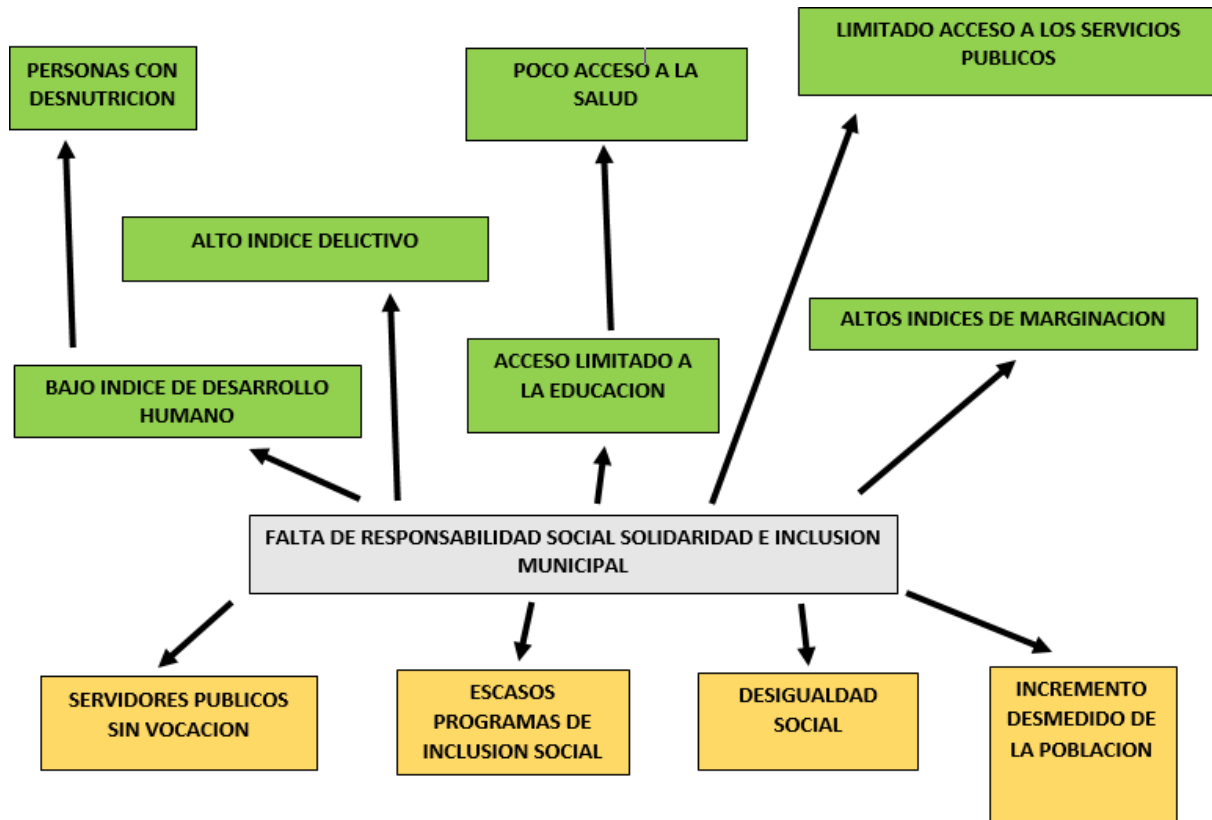 LIMITADO ACCESO A LOS SERVICIOS
PUBLICOS
PERSONAS CON
DESNUTRICION
POCO ACCESO A LA
SALUD
ALTO INDICE DELICTIVO
ALTOS INDICES DE MARGINACION
BAJO INDICE DE DESARROLLO
HUMANO
ACCESO LIMITADO A
LA EDUCACION
FALTA DE RESPONSABILIDAD SOCIAL SOLIDARIDAD E INCLUSION
MUNICIPAL
SERVIDORES PUBLICOS
SIN VOCACION
ESCASOS
PROGRAMAS DE
INCLUSION SOCIAL
DESIGUALDAD
SOCIAL
INCREMENTO
DESMEDIDO DE
LA POBLACION